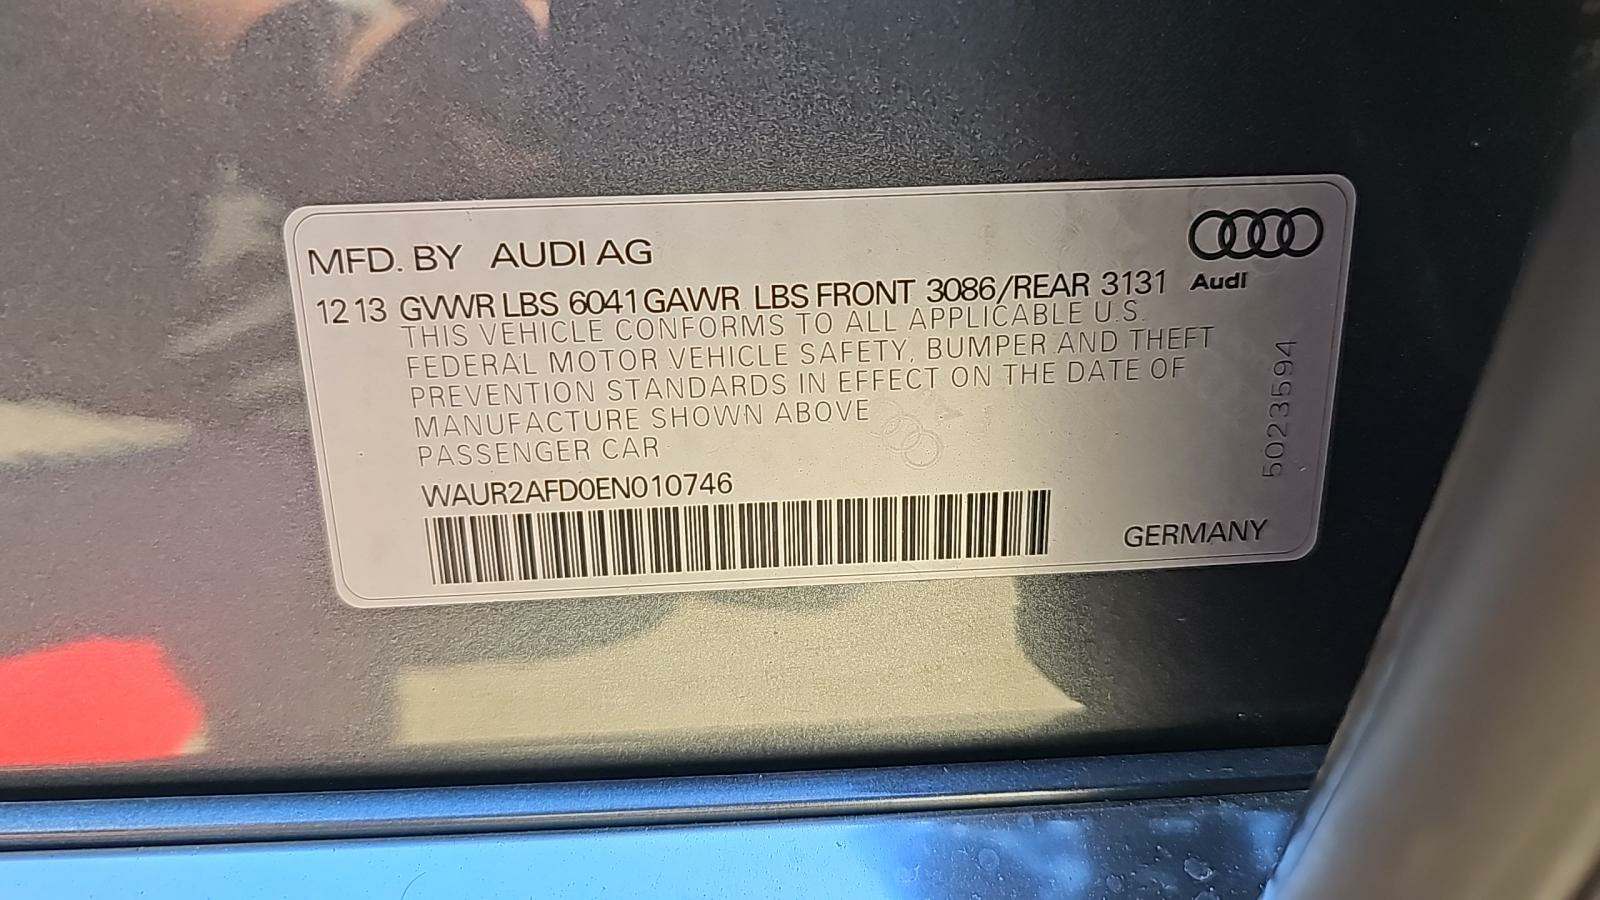 MFD. BY AUDI AG
Audi
12 13 GVWR LBS 6041 GAWR LBS FRONT 3086/REAR 3131
THIS VEHICLE CONFORMS TO ALL APPLICABLE U.S.
FEDERAL MOTOR VEHICLE SAFETY, BUMPER AND THEFT
PREVENTION STANDARDS IN EFFECT ON THE DATE OF
MANUFACTURE SHOWN ABOVE
PASSENGER CAR
WAUR2AFD0EN010746
GERMANY
5023594